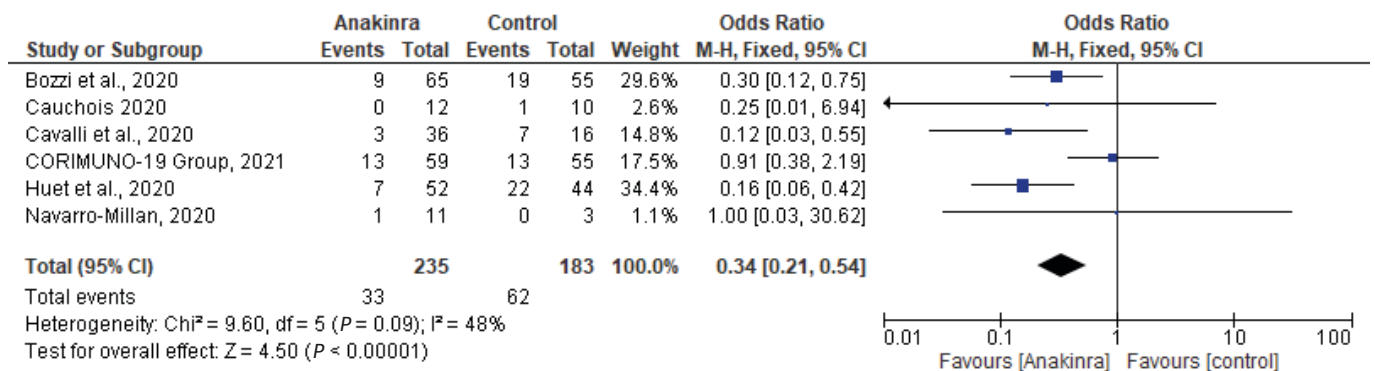 Anakinra Control Odds Ratio Odds Ratio
Study or Subgroup Events Total Events Total Weight M-H, Fixed, 95% CI M-H, Fixed, 95% CI
Bozzi et al., 2020 9 65 19 55 29.6% 0.30 [0.12, 0.75]
Cauchois 2020 0 12 1 10 2.6% 0.25 [0.01, 6.94]
Cavalli et al., 2020 3 36 7 16 14.8% 0.12 [0.03, 0.55]
CORIMUNO-19 Group, 2021 13 59 13 55 17.5% 0.91 [0.38, 2.19]
Huet et al., 2020 7 52 22 44 34.4% 0.16 [0.06, 0.42]
Navarro-Millan, 2020 1 11 0 3 1.1% 1.00 [0.03, 30.62]
Total (95% CI) 235 183 100.0% 0.34 [0.21, 0.54]
Total events 33 62
Heterogeneity: Chi² = 9.60, df = 5 (P = 0.09); I² = 48%
Test for overall effect: Z = 4.50 (P < 0.00001)
0.01 0.1 1 10 100
Favours [Anakinra] Favours [control]